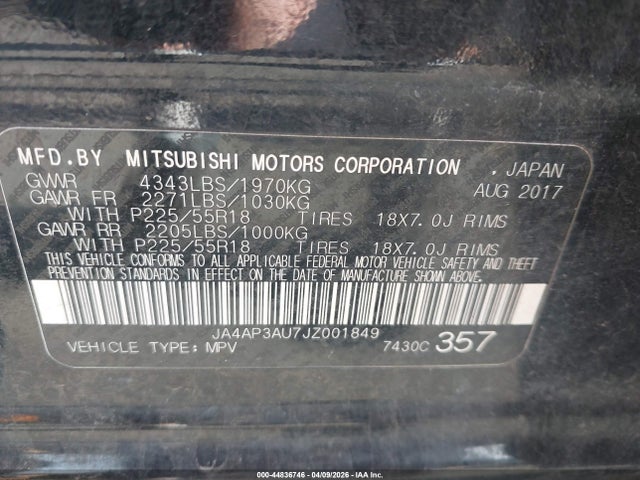 MFD.BY MITSUBISHI MOTORS CORPORATION . JAPAN
GVWR 4343LBS/1970KG AUG 2017
GAWR FR 2271LBS/1030KG
WITH P225/55R18 TIRES 18X7.0J RIMS
GAWR RR 2205LBS/1000KG
WITH P225/55R18 TIRES 18X7.0J RIMS
THIS VEHICLE CONFORMS TO ALL APPLICABLE FEDERAL MOTOR VEHICLE SAFETY AND THEFT
PREVENTION STANDARDS IN EFFECT ON THE DATE OF MANUFACTURE SHOWN ABOVE.
JA4AP3AU7JZ001849
VEHICLE TYPE: MPV 7430C 357
000-44836746 - 04/09/2026 - IAA Inc.